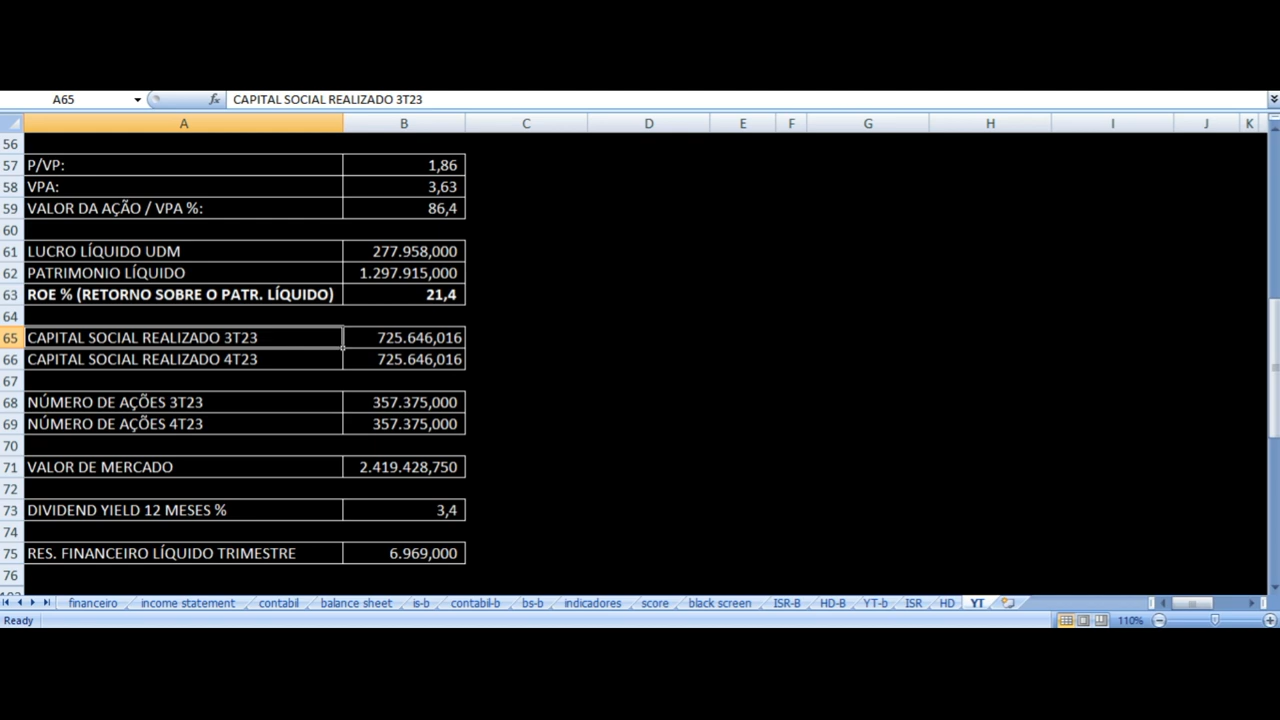 A65 fx CAPITAL SOCIAL REALIZADO 3T23
A B C D E F G H I J K
56
57 P/VP: 1,86
58 VPA: 3,63
59 VALOR DA AÇÃO / VPA %: 86,4
60
61 LUCRO LÍQUIDO UDM 277.958,000
62 PATRIMONIO LÍQUIDO 1.297.915,000
63 ROE % (RETORNO SOBRE O PATR. LÍQUIDO) 21,4
64
65 CAPITAL SOCIAL REALIZADO 3T23 725.646,016
66 CAPITAL SOCIAL REALIZADO 4T23 725.646,016
67
68 NÚMERO DE AÇÕES 3T23 357.375,000
69 NÚMERO DE AÇÕES 4T23 357.375,000
70
71 VALOR DE MERCADO 2.419.428,750
72
73 DIVIDEND YIELD 12 MESES % 3,4
74
75 RES. FINANCEIRO LÍQUIDO TRIMESTRE 6.969,000
76
financeiro income statement contabil balance sheet is-b contabil-b bs-b indicadores score black screen ISR-B HD-B YT-b ISR HD YT
Ready 110%